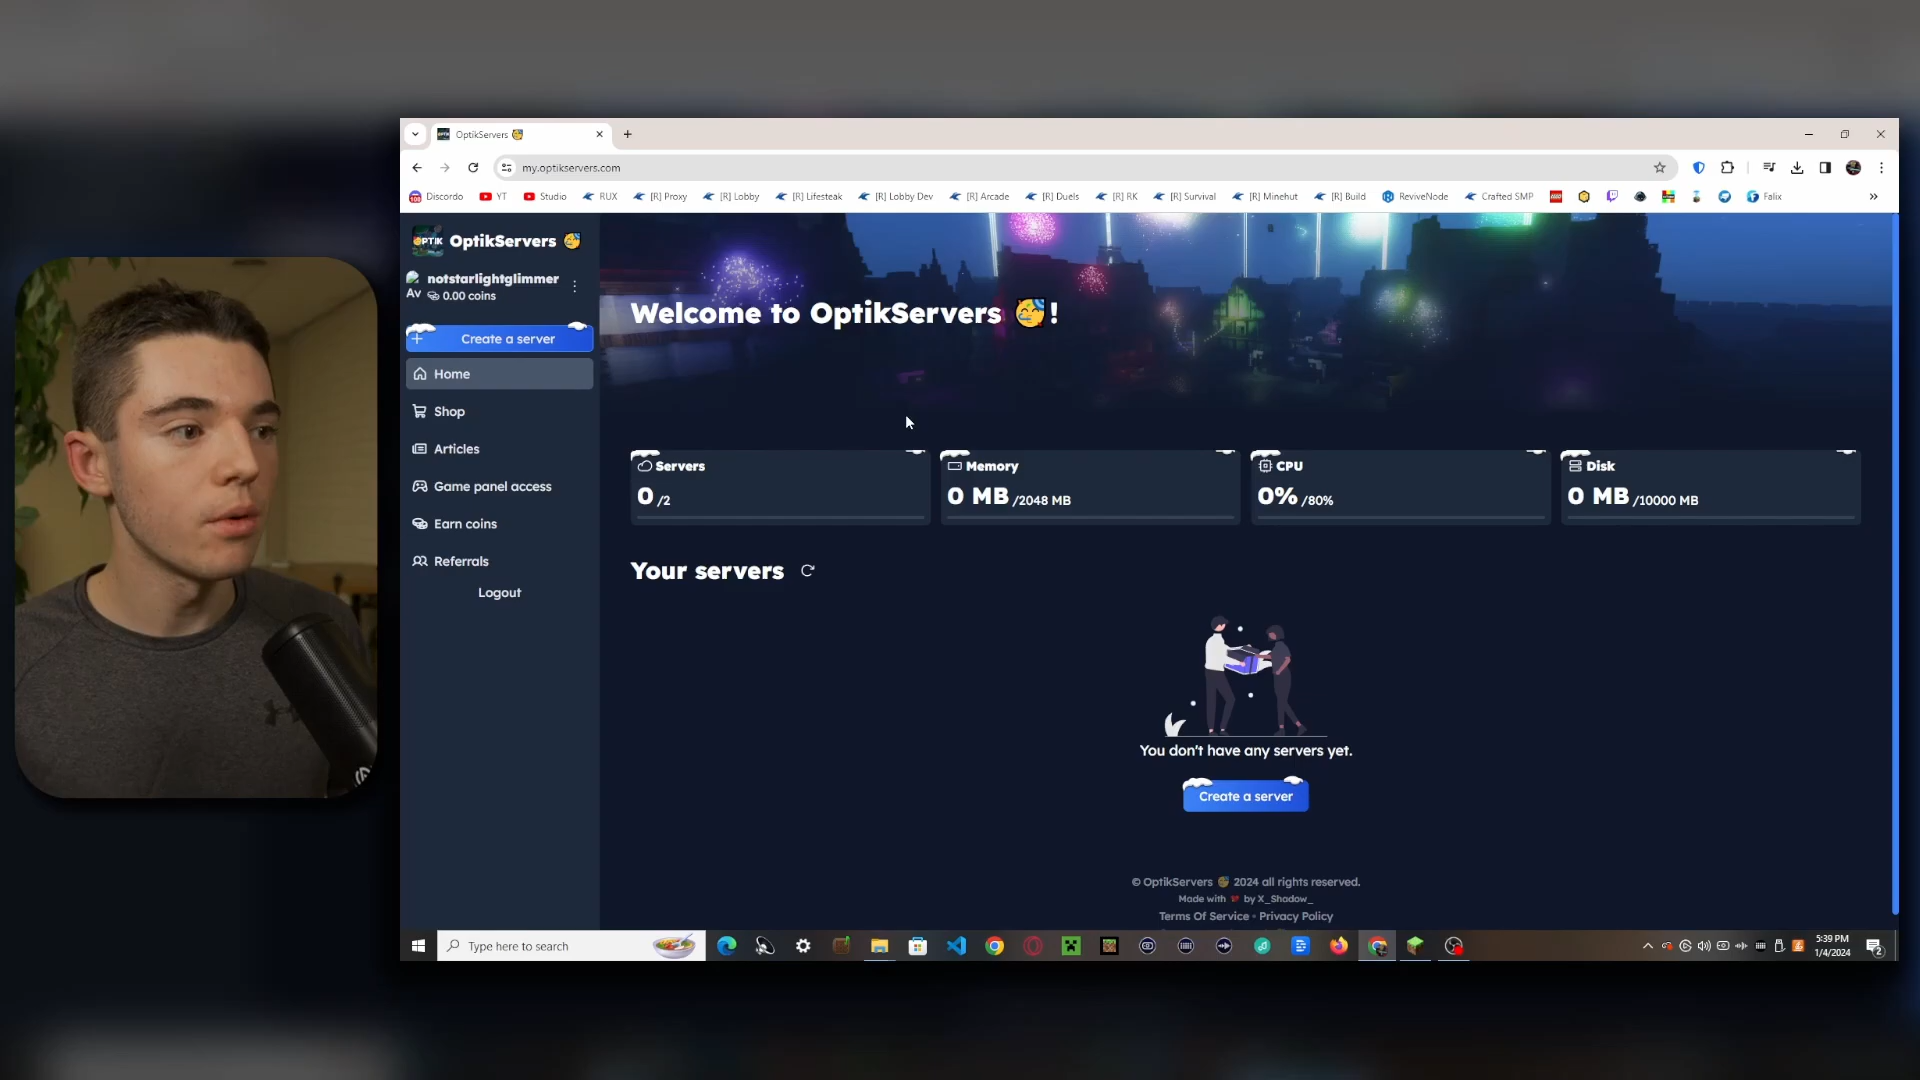 OptikServers 🥳
my.optikservers.com
Discordo YT Studio RUX [R] Proxy [R] Lobby [R] Lifesteak [R] Lobby Dev [R] Arcade [R] Duels [R] RK [R] Survival [R] Minehut [R] Build ReviveNode Crafted SMP Falix
OPTIK OptikServers 🥳
notstarlightglimmer
Av 0.00 coins
Create a server
Home
Shop
Articles
Game panel access
Earn coins
Referrals
Logout
Welcome to OptikServers 🥳!
Servers
0 /2
Memory
0 MB /2048 MB
CPU
0% /80%
Disk
0 MB /10000 MB
Your servers
You don't have any servers yet.
Create a server
© OptikServers 🥳 2024 all rights reserved.
Made with ❤ by X_Shadow_
Terms Of Service • Privacy Policy
Type here to search
5:39 PM
1/4/2024
2